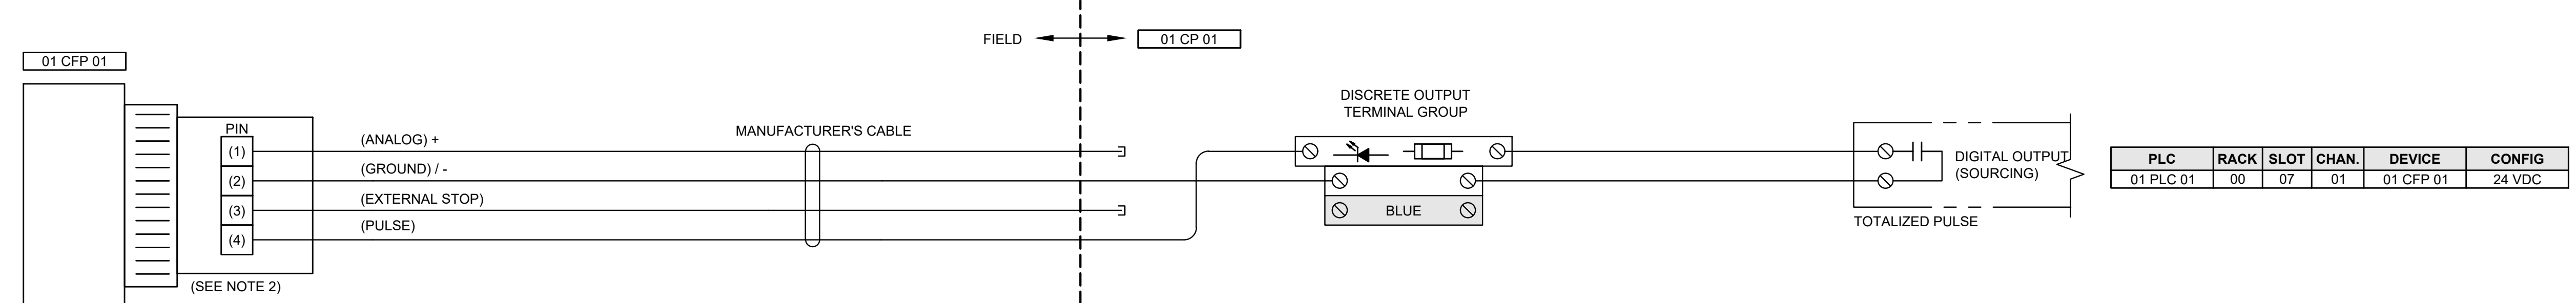 FIELD
01 CP 01
01 CFP 01
DISCRETE OUTPUT
TERMINAL GROUP
PIN
(1)
(2)
(3)
(4)
(ANALOG) +
(GROUND) / -
(EXTERNAL STOP)
(PULSE)
MANUFACTURER'S CABLE
(SEE NOTE 2)
BLUE
DIGITAL OUTPUT
(SOURCING)
TOTALIZED PULSE
PLC RACK SLOT CHAN. DEVICE CONFIG
01 PLC 01 00 07 01 01 CFP 01 24 VDC